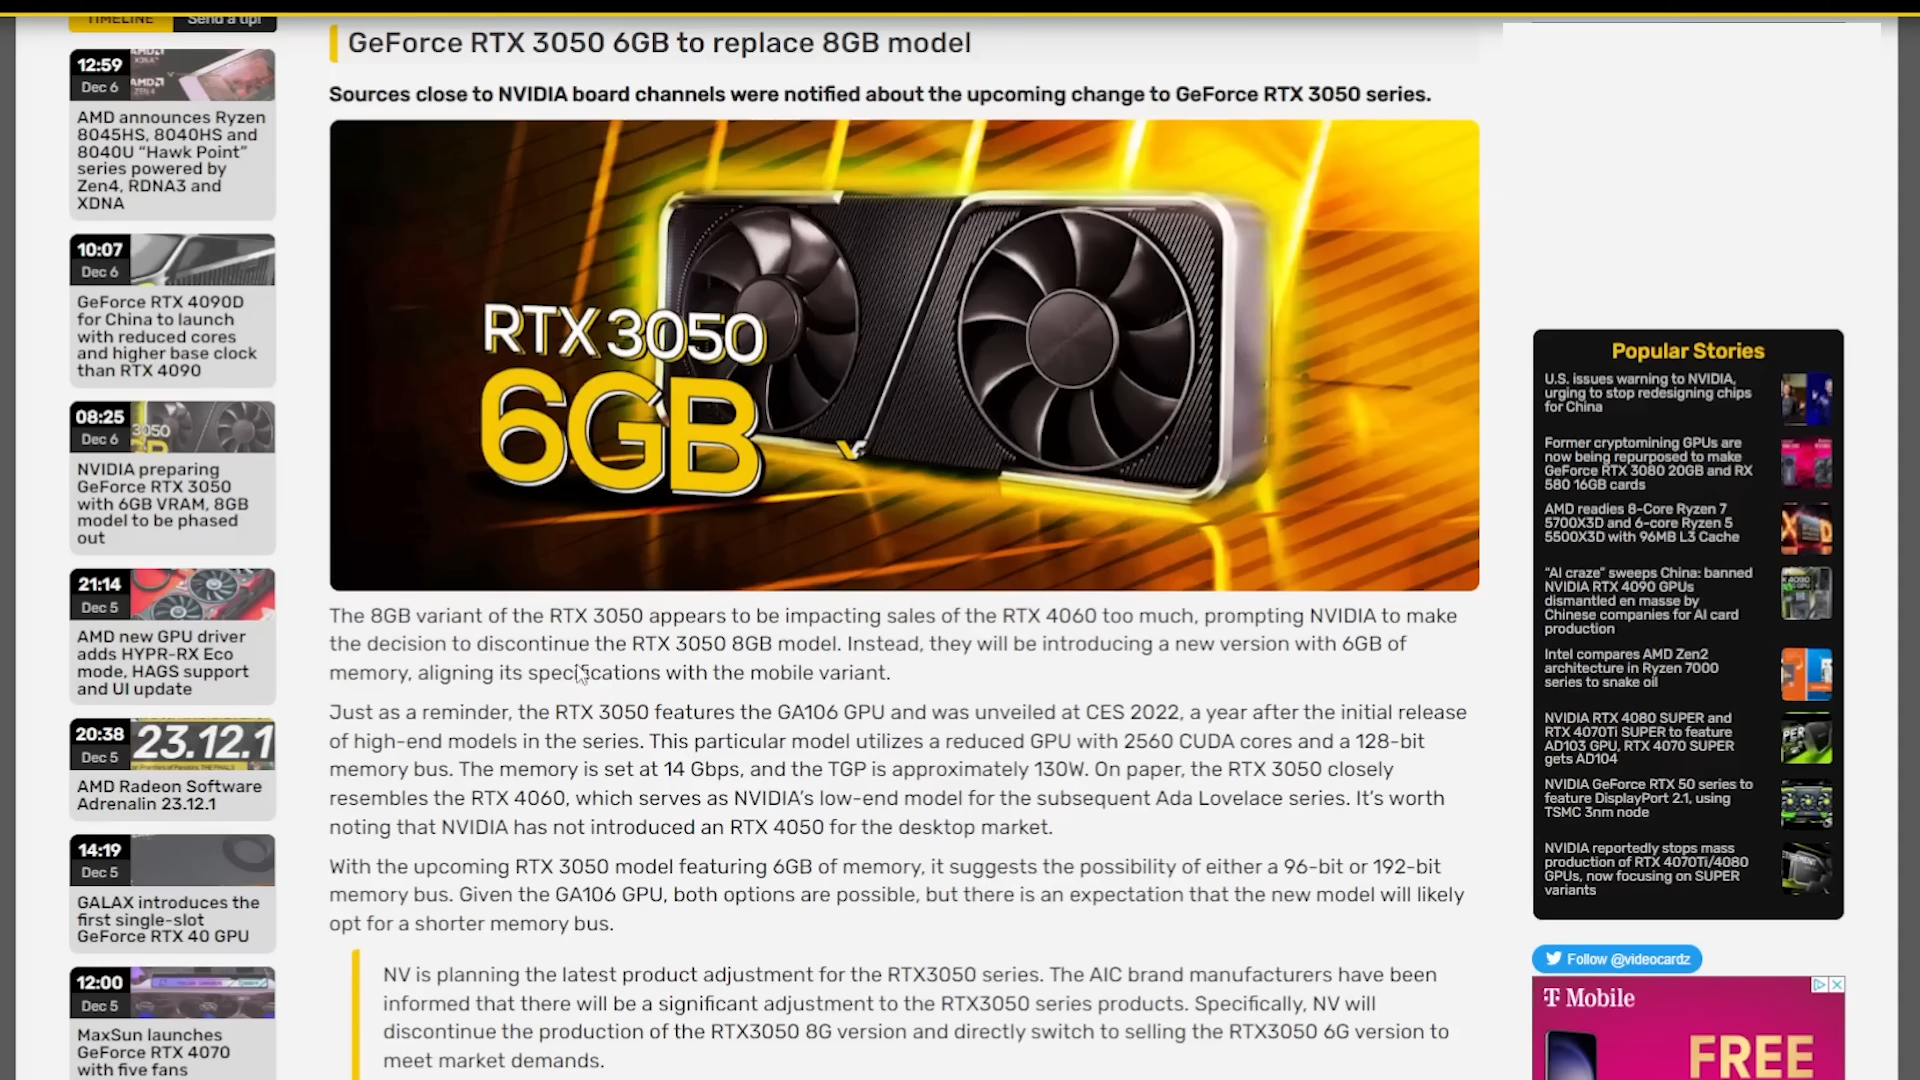 TIMELINE
Send a tip!
12:59
Dec 6
AMD announces Ryzen
8045HS, 8040HS and
8040U “Hawk Point”
series powered by
Zen4, RDNA3 and
XDNA
10:07
Dec 6
GeForce RTX 4090D
for China to launch
with reduced cores
and higher base clock
than RTX 4090
08:25
Dec 6
NVIDIA preparing
GeForce RTX 3050
with 6GB VRAM, 8GB
model to be phased
out
21:14
Dec 5
AMD new GPU driver
adds HYPR-RX Eco
mode, HAGS support
and UI update
20:38
Dec 5
23.12.1
AMD Radeon Software
Adrenalin 23.12.1
14:19
Dec 5
GALAX introduces the
first single-slot
GeForce RTX 40 GPU
12:00
Dec 5
MaxSun launches
GeForce RTX 4070
with five fans
GeForce RTX 3050 6GB to replace 8GB model
Sources close to NVIDIA board channels were notified about the upcoming change to GeForce RTX 3050 series.
RTX 3050
6GB
The 8GB variant of the RTX 3050 appears to be impacting sales of the RTX 4060 too much, prompting NVIDIA to make
the decision to discontinue the RTX 3050 8GB model. Instead, they will be introducing a new version with 6GB of
memory, aligning its specifications with the mobile variant.
Just as a reminder, the RTX 3050 features the GA106 GPU and was unveiled at CES 2022, a year after the initial release
of high-end models in the series. This particular model utilizes a reduced GPU with 2560 CUDA cores and a 128-bit
memory bus. The memory is set at 14 Gbps, and the TGP is approximately 130W. On paper, the RTX 3050 closely
resembles the RTX 4060, which serves as NVIDIA’s low-end model for the subsequent Ada Lovelace series. It’s worth
noting that NVIDIA has not introduced an RTX 4050 for the desktop market.
With the upcoming RTX 3050 model featuring 6GB of memory, it suggests the possibility of either a 96-bit or 192-bit
memory bus. Given the GA106 GPU, both options are possible, but there is an expectation that the new model will likely
opt for a shorter memory bus.
NV is planning the latest product adjustment for the RTX3050 series. The AIC brand manufacturers have been
informed that there will be a significant adjustment to the RTX3050 series products. Specifically, NV will
discontinue the production of the RTX3050 8G version and directly switch to selling the RTX3050 6G version to
meet market demands.
Popular Stories
U.S. issues warning to NVIDIA,
urging to stop redesigning chips
for China
Former cryptomining GPUs are
now being repurposed to make
GeForce RTX 3080 20GB and RX
580 16GB cards
AMD readies 8-Core Ryzen 7
5700X3D and 6-core Ryzen 5
5500X3D with 96MB L3 Cache
“AI craze” sweeps China: banned
NVIDIA RTX 4090 GPUs
dismantled en masse by
Chinese companies for AI card
production
Intel compares AMD Zen2
architecture in Ryzen 7000
series to snake oil
NVIDIA RTX 4080 SUPER and
RTX 4070Ti SUPER to feature
AD103 GPU, RTX 4070 SUPER
gets AD104
NVIDIA GeForce RTX 50 series to
feature DisplayPort 2.1, using
TSMC 3nm node
NVIDIA reportedly stops mass
production of RTX 4070Ti/4080
GPUs, now focusing on SUPER
variants
Follow @videocardz
T Mobile
FREE